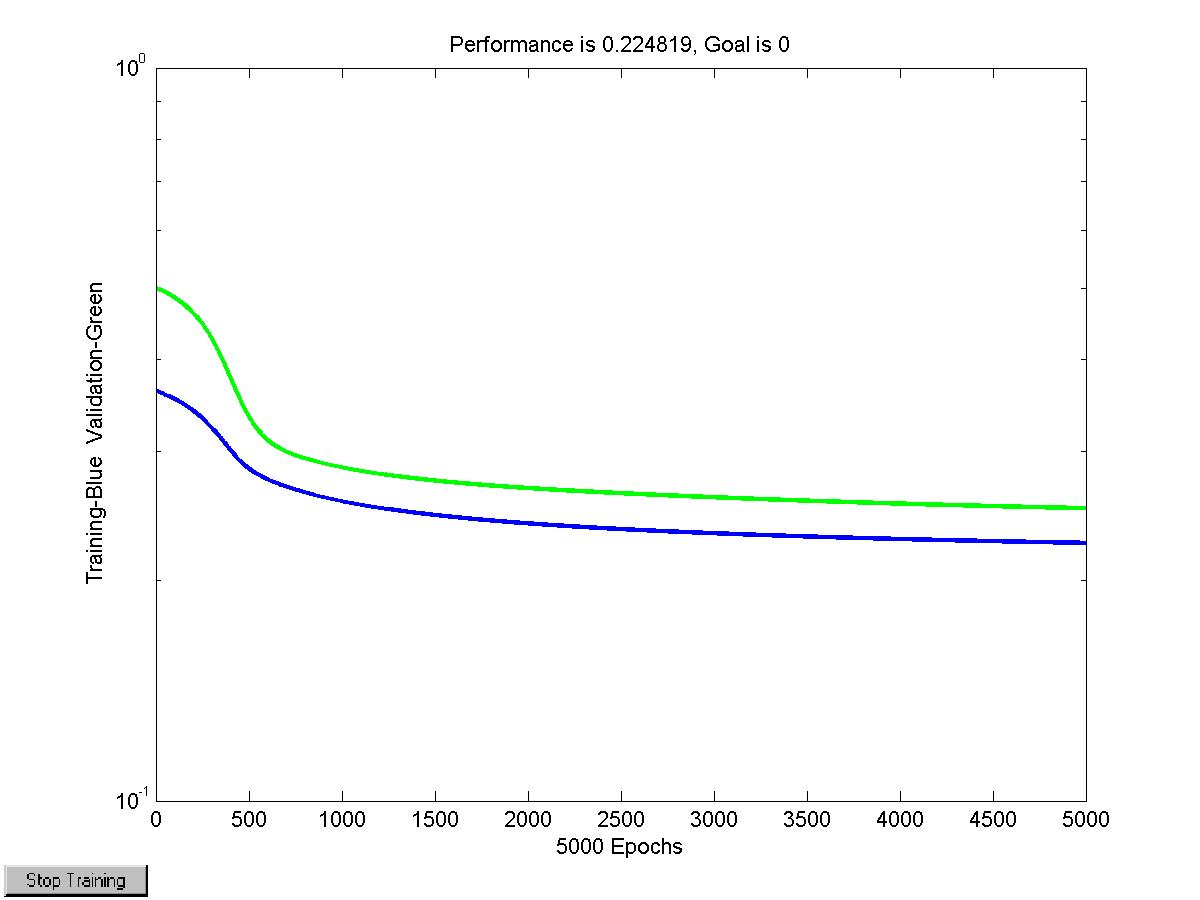 Performance is 0.224819, Goal is 0
10^0
Training-Blue Validation-Green
10^-1
0 500 1000 1500 2000 2500 3000 3500 4000 4500 5000
5000 Epochs
Stop Training